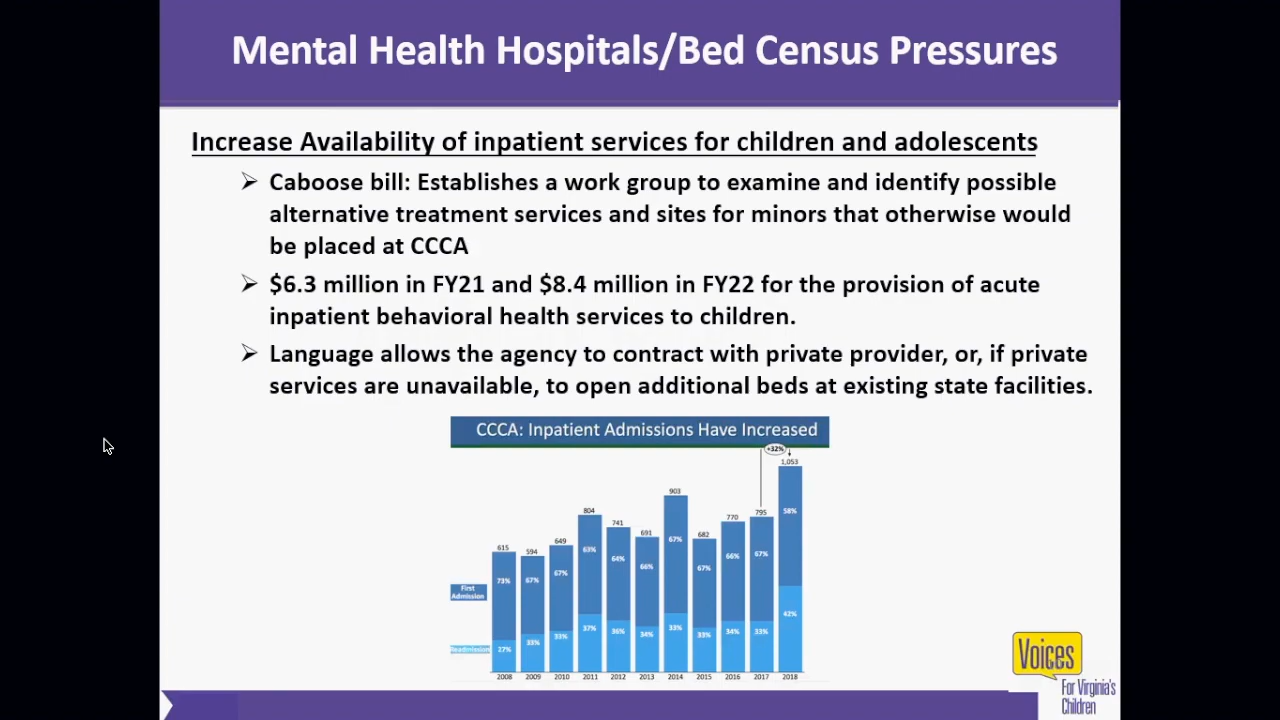 Mental Health Hospitals/Bed Census Pressures
Increase Availability of inpatient services for children and adolescents
Caboose bill: Establishes a work group to examine and identify possible
alternative treatment services and sites for minors that otherwise would
be placed at CCCA
$6.3 million in FY21 and $8.4 million in FY22 for the provision of acute
inpatient behavioral health services to children.
Language allows the agency to contract with private provider, or, if private
services are unavailable, to open additional beds at existing state facilities.
CCCA: Inpatient Admissions Have Increased
+32%
1,053
903
804
795
770
741
691
682
649
615
594
58%
73% 67% 67% 63% 64% 66% 67% 67% 66% 67%
First
Admission
42%
27% 33% 33% 37% 36% 34% 33% 33% 34% 33%
Readmission
2008 2009 2010 2011 2012 2013 2014 2015 2016 2017 2018
Voices
For Virginia's
Children